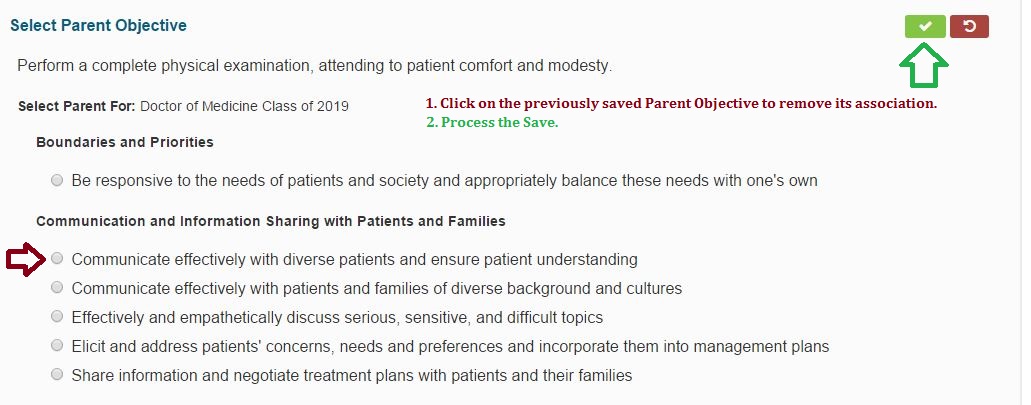 Select Parent Objective
Perform a complete physical examination, attending to patient comfort and modesty.
Select Parent For: Doctor of Medicine Class of 2019
1. Click on the previously saved Parent Objective to remove its association.
2. Process the Save.
Boundaries and Priorities
Be responsive to the needs of patients and society and appropriately balance these needs with one's own
Communication and Information Sharing with Patients and Families
Communicate effectively with diverse patients and ensure patient understanding
Communicate effectively with patients and families of diverse background and cultures
Effectively and empathetically discuss serious, sensitive, and difficult topics
Elicit and address patients' concerns, needs and preferences and incorporate them into management plans
Share information and negotiate treatment plans with patients and their families